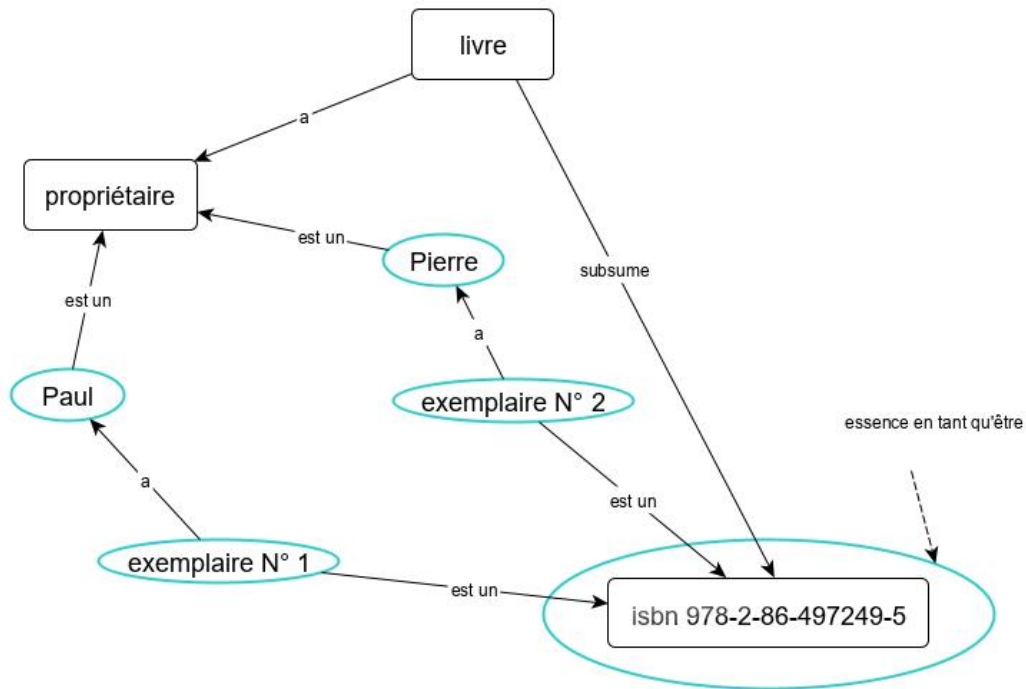 livre
a
propriétaire
est un
Pierre
est un
subsume
a
Paul
exemplaire N° 2
essence en tant qu'être
a
est un
exemplaire N° 1
est un
isbn 978-2-86-497249-5